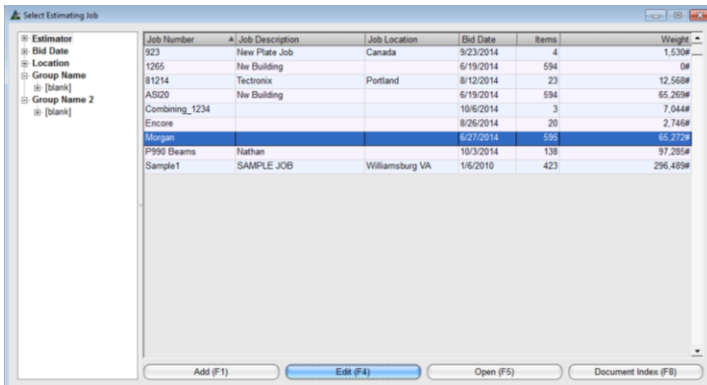 Select Estimating Job
Estimator
Bid Date
Location
Group Name
[blank]
Group Name 2
[blank]
Job Number Job Description Job Location Bid Date Items Weight
923 New Plate Job Canada 9/23/2014 4 1,530#
1265 Nw Building 6/19/2014 594 0#
81214 Tectronix Portland 8/12/2014 23 12,568#
ASI20 Nw Building 6/19/2014 594 65,269#
Combining_1234 10/6/2014 3 7,044#
Encore 8/26/2014 20 2,746#
Morgan 6/27/2014 595 65,272#
P990 Beams Nathan 10/3/2014 138 97,285#
Sample1 SAMPLE JOB Williamsburg VA 1/6/2010 423 296,489#
Add (F1) Edit (F4) Open (F5) Document Index (F8)